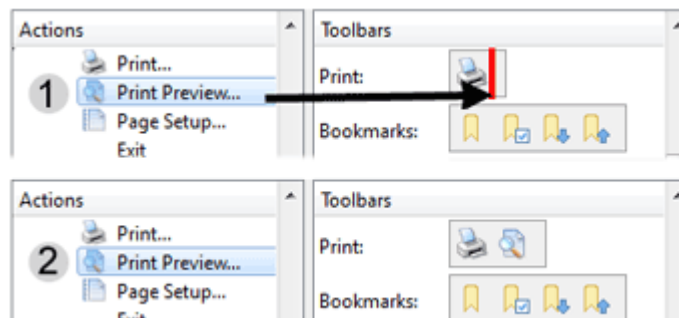 Actions
Toolbars
Print...
Print:
1
Print Preview...
Page Setup...
Bookmarks:
Exit
Actions
Toolbars
Print...
Print:
2
Print Preview...
Page Setup...
Bookmarks:
Exit